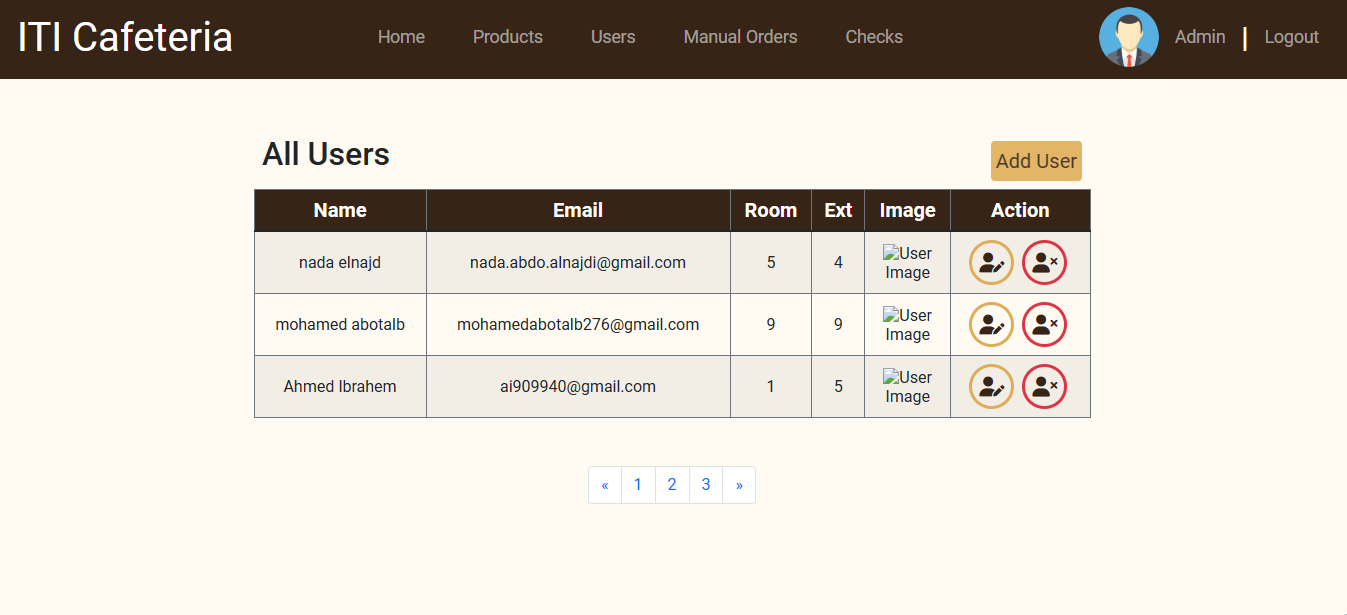 ITI Cafeteria Home Products Users Manual Orders Checks Admin | Logout
All Users Add User
Name Email Room Ext Image Action
nada elnajd nada.abdo.alnajdi@gmail.com 5 4 User Image
mohamed abotalb mohamedabotalb276@gmail.com 9 9 User Image
Ahmed Ibrahem ai909940@gmail.com 1 5 User Image
« 1 2 3 »